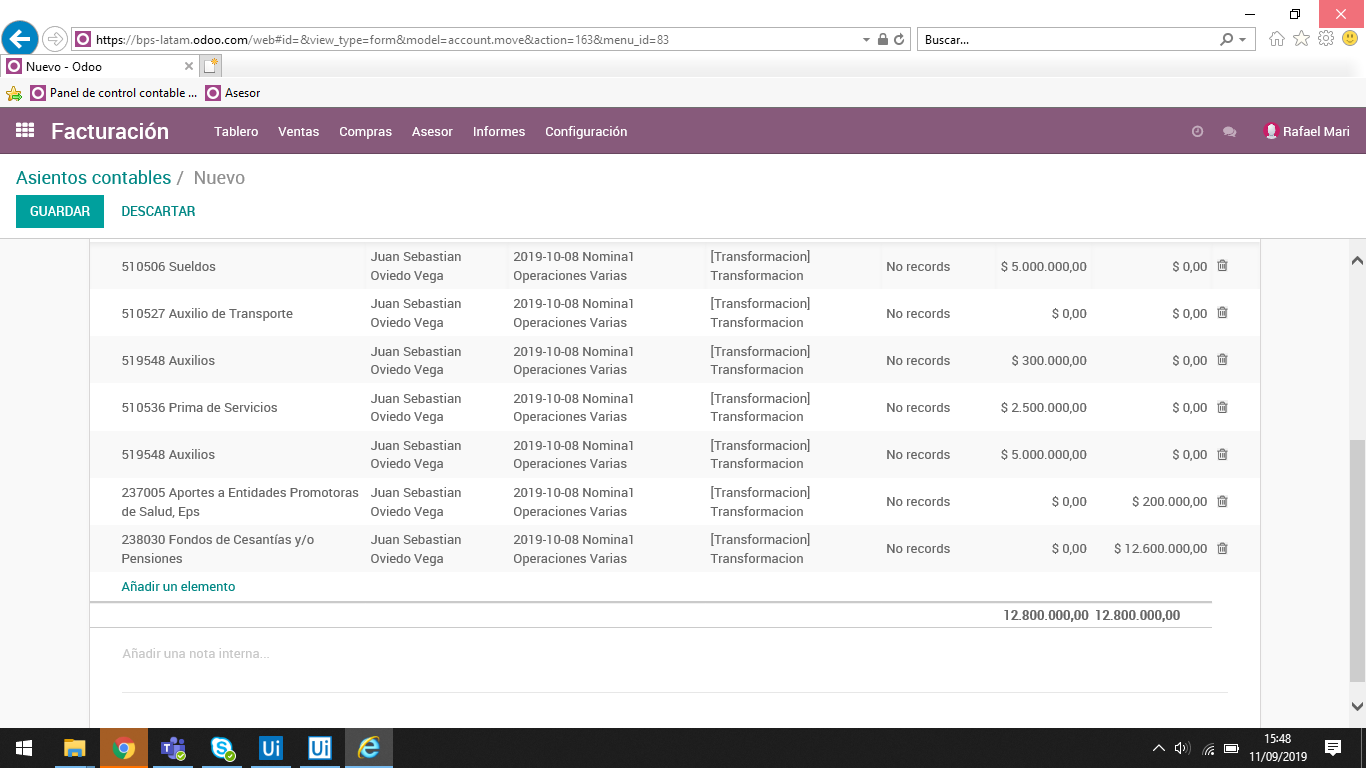 https://bps-latam.odoo.com/web#id=&view_type=form&model=account.move&action=163&menu_id=83
Buscar...
Nuevo - Odoo
Panel de control contable ...
Asesor
Facturación
Tablero
Ventas
Compras
Asesor
Informes
Configuración
Rafael Mari
Asientos contables / Nuevo
GUARDAR
DESCARTAR
510506 Sueldos
Juan Sebastian
Oviedo Vega
2019-10-08 Nomina1
Operaciones Varias
[Transformacion]
Transformacion
No records
$ 5.000.000,00
$ 0,00
510527 Auxilio de Transporte
Juan Sebastian
Oviedo Vega
2019-10-08 Nomina1
Operaciones Varias
[Transformacion]
Transformacion
No records
$ 0,00
$ 0,00
519548 Auxilios
Juan Sebastian
Oviedo Vega
2019-10-08 Nomina1
Operaciones Varias
[Transformacion]
Transformacion
No records
$ 300.000,00
$ 0,00
510536 Prima de Servicios
Juan Sebastian
Oviedo Vega
2019-10-08 Nomina1
Operaciones Varias
[Transformacion]
Transformacion
No records
$ 2.500.000,00
$ 0,00
519548 Auxilios
Juan Sebastian
Oviedo Vega
2019-10-08 Nomina1
Operaciones Varias
[Transformacion]
Transformacion
No records
$ 5.000.000,00
$ 0,00
237005 Aportes a Entidades Promotoras
de Salud, Eps
Juan Sebastian
Oviedo Vega
2019-10-08 Nomina1
Operaciones Varias
[Transformacion]
Transformacion
No records
$ 0,00
$ 200.000,00
238030 Fondos de Cesantías y/o
Pensiones
Juan Sebastian
Oviedo Vega
2019-10-08 Nomina1
Operaciones Varias
[Transformacion]
Transformacion
No records
$ 0,00
$ 12.600.000,00
Añadir un elemento
12.800.000,00 12.800.000,00
Añadir una nota interna...
Ui
Ui
15:48
11/09/2019